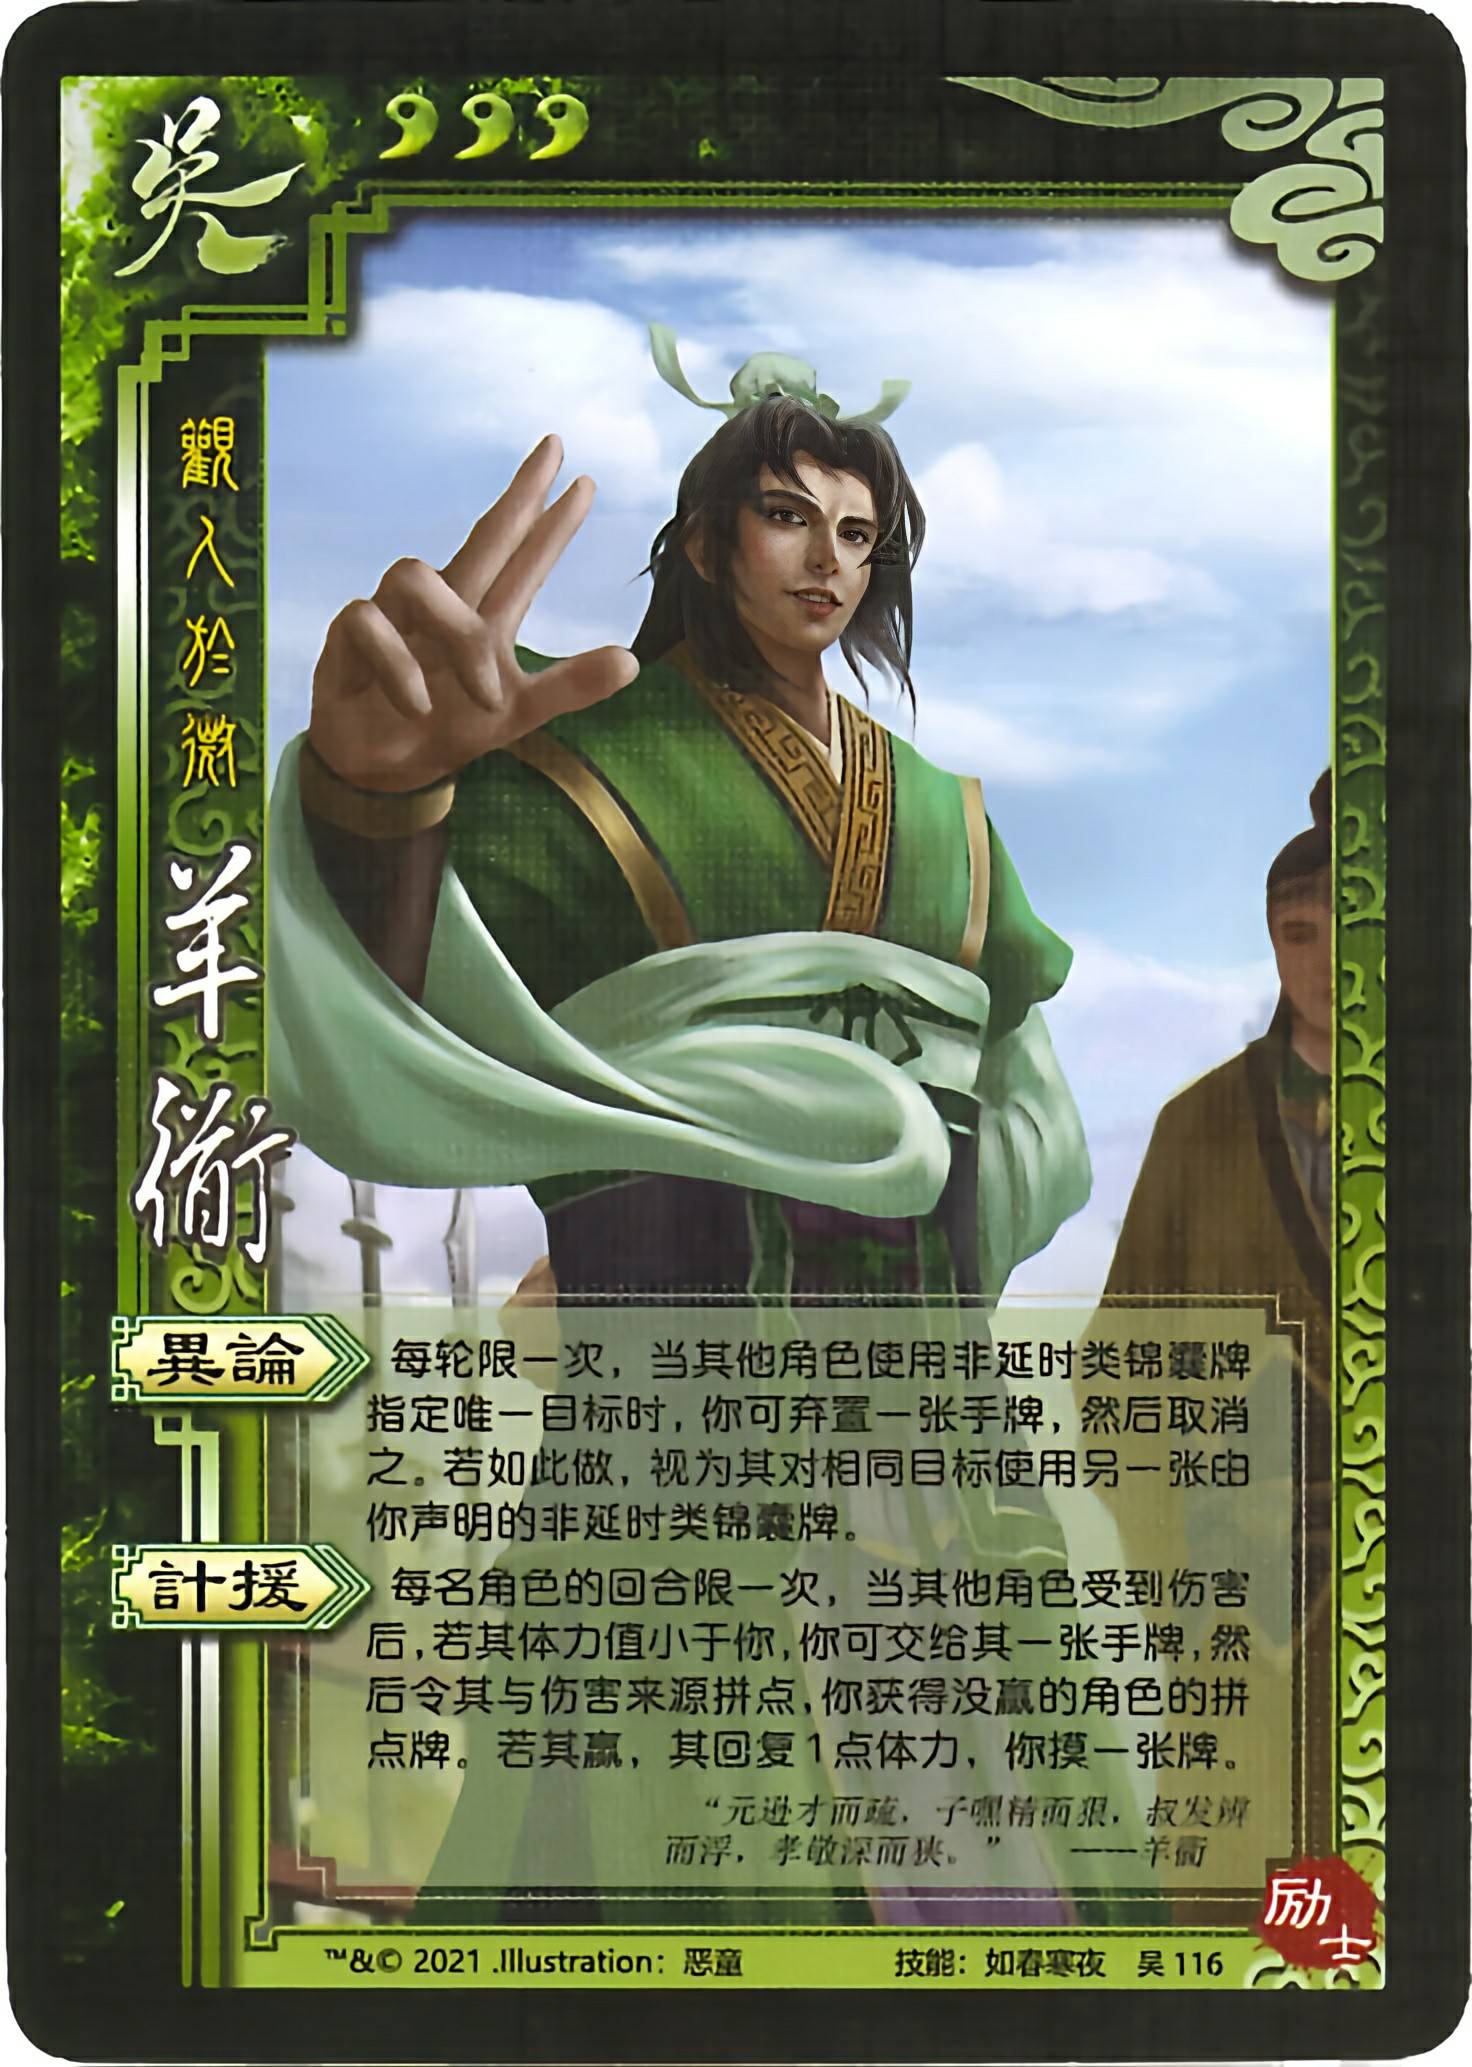 吴
觀人於微
羊衜
異論
每轮限一次，当其他角色使用非延时类锦囊牌
指定唯一目标时，你可弃置一张手牌，然后取消
之。若如此做，视为其对相同目标使用另一张由
你声明的非延时类锦囊牌。
計援
每名角色的回合限一次，当其他角色受到伤害
后，若其体力值小于你，你可交给其一张手牌，然
后令其与伤害来源拼点，你获得没赢的角色的拼
点牌。若其赢，其回复1点体力，你摸一张牌。
“元逊才而疏，子嘿精而狠，叔发辨
而浮，孝敬深而狭。”——羊衜
励士
™&© 2021 .Illustration：恶童
技能：如春寒夜 吴 116